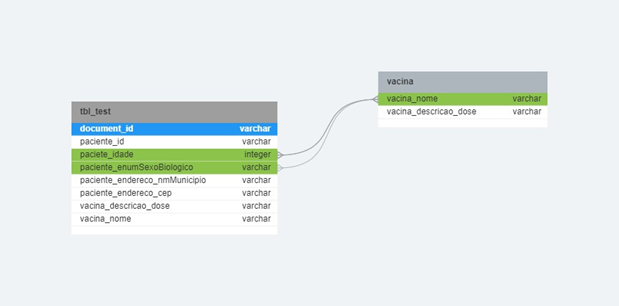 tbl_test
document_id varchar
paciente_id varchar
paciete_idade integer
paciente_enumSexoBiologico varchar
paciente_endereco_nmMunicipio varchar
paciente_endereco_cep varchar
vacina_descricao_dose varchar
vacina_nome varchar
vacina
vacina_nome varchar
vacina_descricao_dose varchar